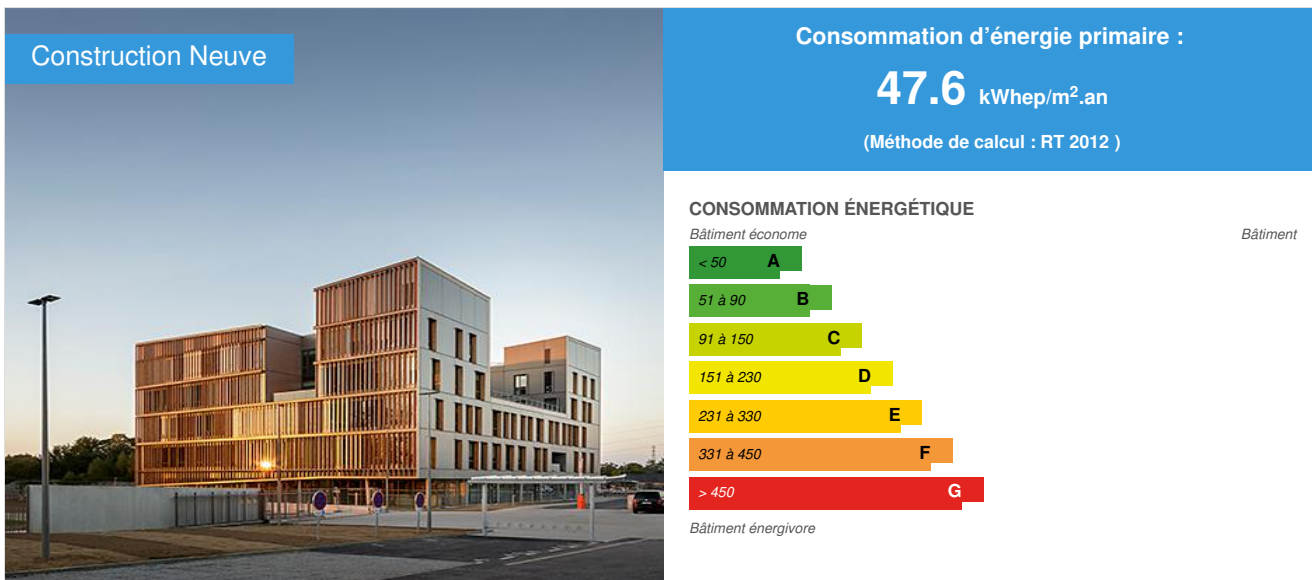 Construction Neuve
Consommation d'énergie primaire :
47.6 kWhep/m².an
(Méthode de calcul : RT 2012 )
CONSOMMATION ÉNERGÉTIQUE
Bâtiment économe
Bâtiment
< 50 A
51 à 90 B
91 à 150 C
151 à 230 D
231 à 330 E
331 à 450 F
> 450 G
Bâtiment énergivore